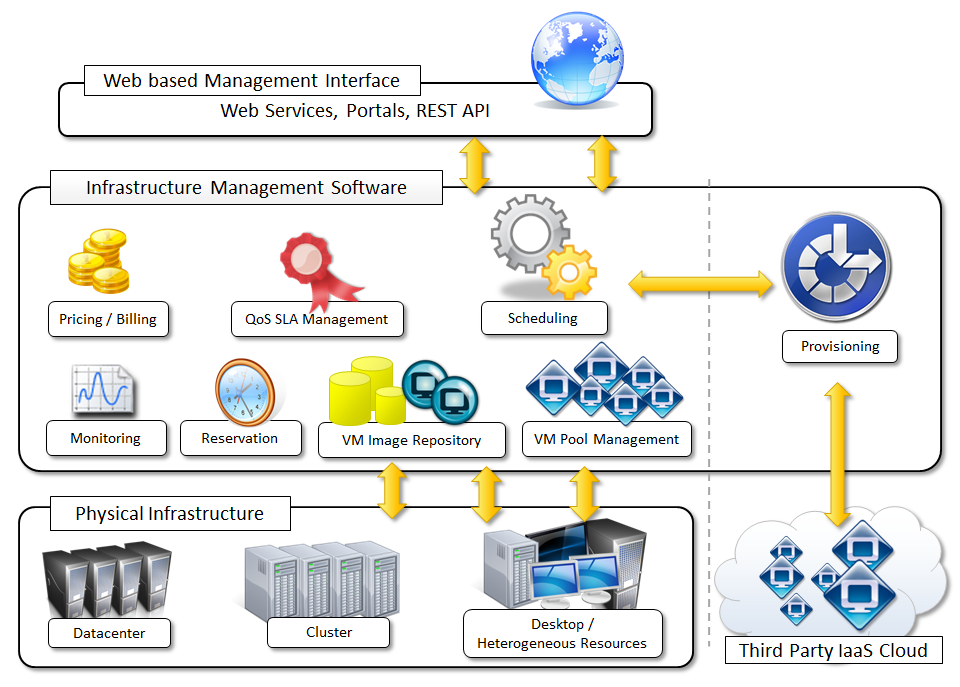 Web based Management Interface
Web Services, Portals, REST API
Infrastructure Management Software
Pricing / Billing
QoS SLA Management
Scheduling
Provisioning
Monitoring
Reservation
VM Image Repository
VM Pool Management
Physical Infrastructure
Datacenter
Cluster
Desktop /
Heterogeneous Resources
Third Party IaaS Cloud